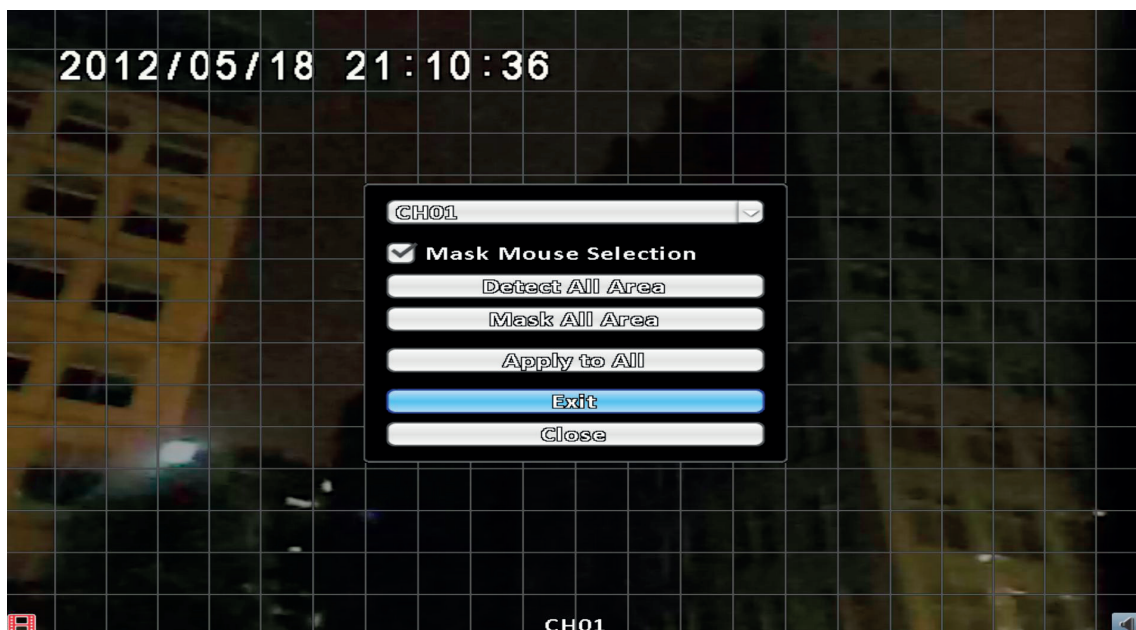 2012/05/18 21:10:36
CH01
Mask Mouse Selection
Detect All Area
Mask All Area
Apply to All
Exit
Close
CH01